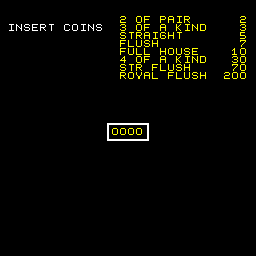 2 OF PAIR 2
INSERT COINS 3 OF A KIND 3
STRAIGHT 5
FLUSH 7
FULL HOUSE 10
4 OF A KIND 30
STR FLUSH 70
ROYAL FLUSH 200
0000